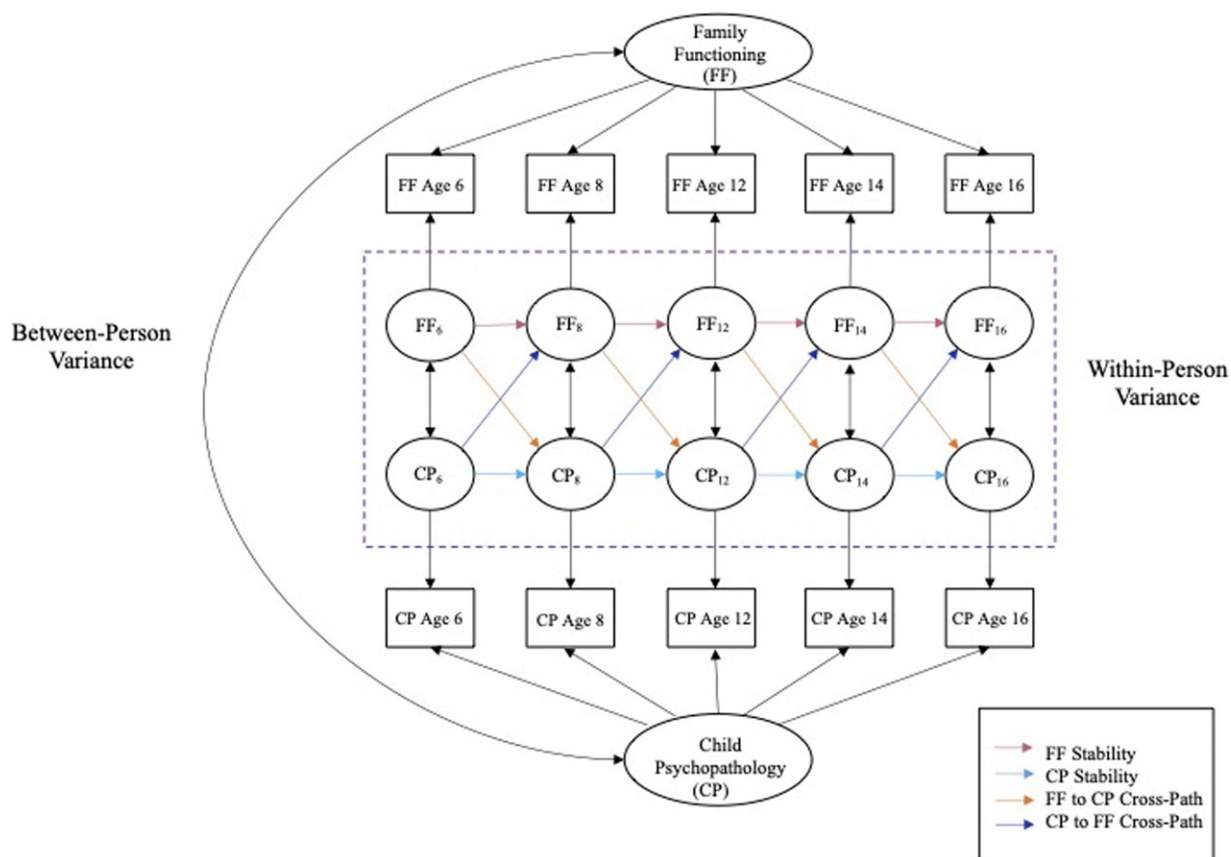 Family
Functioning
(FF)
FF Age 6
FF Age 8
FF Age 12
FF Age 14
FF Age 16
Between-Person
Variance
FF₆
FF₈
FF₁₂
FF₁₄
FF₁₆
Within-Person
Variance
CP₆
CP₈
CP₁₂
CP₁₄
CP₁₆
CP Age 6
CP Age 8
CP Age 12
CP Age 14
CP Age 16
Child
Psychopathology
(CP)
FF Stability
CP Stability
FF to CP Cross-Path
CP to FF Cross-Path